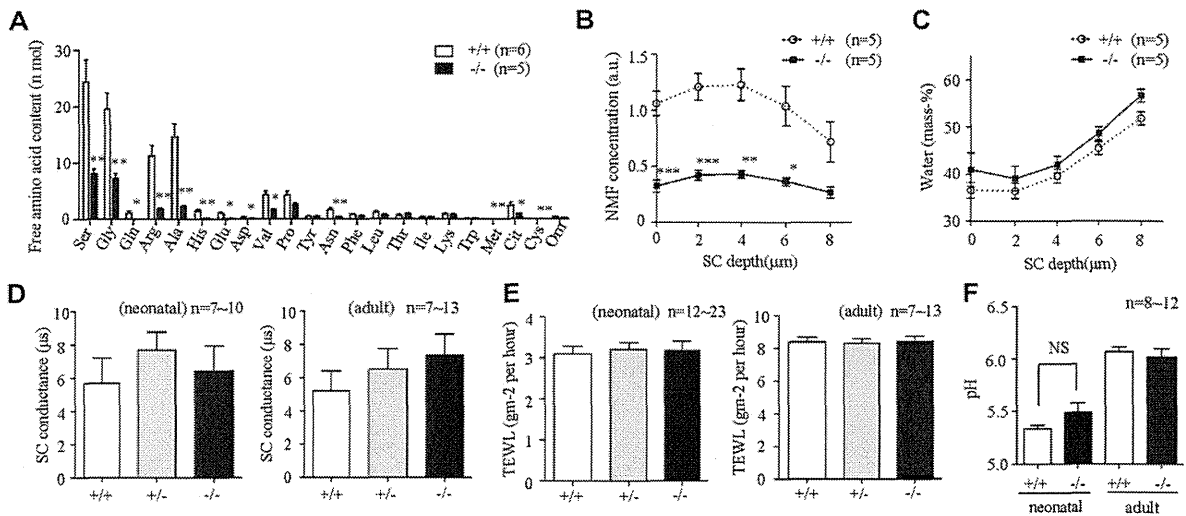 A
Free amino acid content (n mol)
30
20
10
0
+/+ (n=6)
-/- (n=5)
**
**
*
**
**
**
*
*
*
**
**
*
**
Ser
Gly
Gln
Arg
Ala
His
Glu
Asp
Val
Pro
Tyr
Asn
Phe
Leu
Thr
Ile
Lys
Trp
Met
Cit
Cys
Orn
B
+/+ (n=5)
-/- (n=5)
NMF concentration (a.u.)
1.5
1.0
0.5
0
***
***
**
*
0
2
4
6
8
SC depth(μm)
C
+/+ (n=5)
-/- (n=5)
Water (mass-%)
60
50
40
30
0
2
4
6
8
SC depth(μm)
D
(neonatal) n=7~10
SC conductance (μs)
10
8
6
4
2
0
+/+
+/-
-/-
(adult) n=7~13
SC conductance (μs)
10
8
6
4
2
0
+/+
+/-
-/-
E
(neonatal) n=12~23
TEWL (gm-2 per hour)
4
3
2
1
0
+/+
+/-
-/-
(adult) n=7~13
TEWL (gm-2 per hour)
10
8
6
4
2
0
+/+
+/-
-/-
F
n=8~12
NS
pH
6.0
5.5
5.0
+/+
-/-
+/+
-/-
neonatal
adult